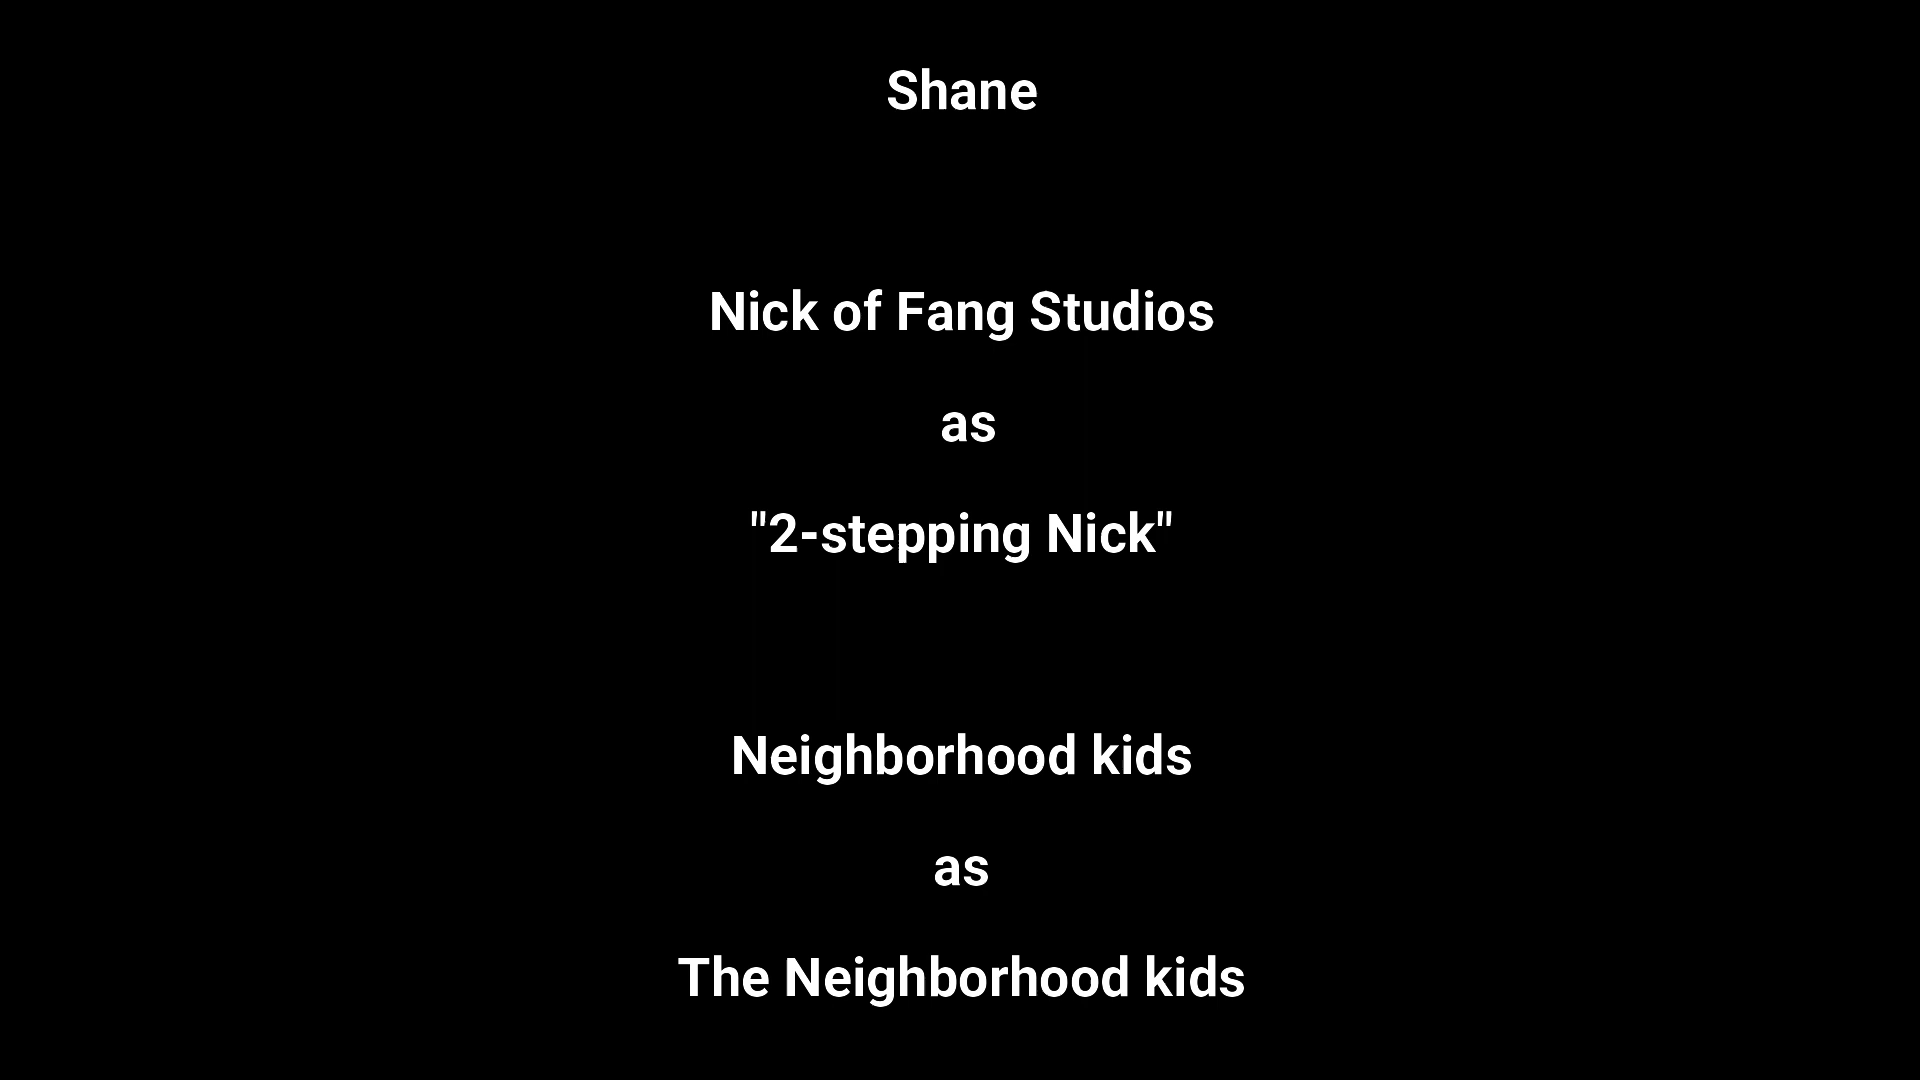 Shane
Nick of Fang Studios
as
"2-stepping Nick"
Neighborhood kids
as
The Neighborhood kids